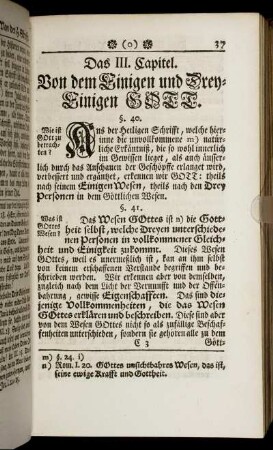 (0) 37
Das III. Capitel.
Von dem Einigen und Drey-
Einigen GOTT.
§. 40.
Wie ist
GOtt zu
betrachten?
Aus der Heiligen Schrifft, welche hier-
inne die unvollkommene m) natür-
liche Erkäntnuß, die so wohl innerlich
im Gewissen lieget, als auch äusser-
lich durch das Anschauen der Geschöpffe erlanget wird,
verbessert und ergäntzet, erkennen wir GOTT: theils
nach seinem Einigen Wesen, theils nach den Drey
Personen in dem Göttlichen Wesen.
§. 41.
Was ist
GOttes
Wesen?
Das Wesen GOttes ist n) die Gott-
heit selbst, welche Dreyen unterschiede-
nen Personen in vollkommener Gleich-
heit und Einigkeit zukommt. Dieses Wesen
GOttes, weil es unermeßlich ist, kan an ihm selbst
von keinem erschaffenen Verstande begriffen und be-
schrieben werden. Wir erkennen aber von demselben,
zugleich nach dem Licht der Vernunfft und der Offen-
bahrung, gewisse Eigenschafften. Das sind die-
jenige Vollkommenheiten, die das Wesen
GOttes erklären und beschreiben. Diese sind aber
von dem Wesen GOttes nicht so als zufällige Beschaf-
fenheiten unterschieden, sondern sie gehören alle zu dem
C 3 Gött-
m) §. 24. i)
n) Rom. I. 20. GOttes unsichtbahres Wesen, das ist,
seine ewige Krafft und Gottheit.